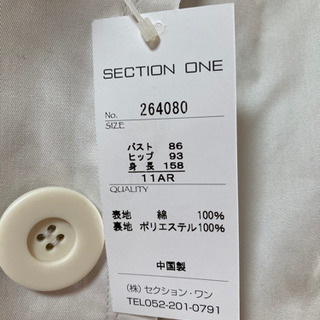 SECTION ONE
No. 264080
SIZE
バスト 86
ヒップ 93
身長 158
11AR
QUALITY
表地 綿 100%
裏地 ポリエステル100%
中国製
(株) セクション・ワン
TEL052-201-0791